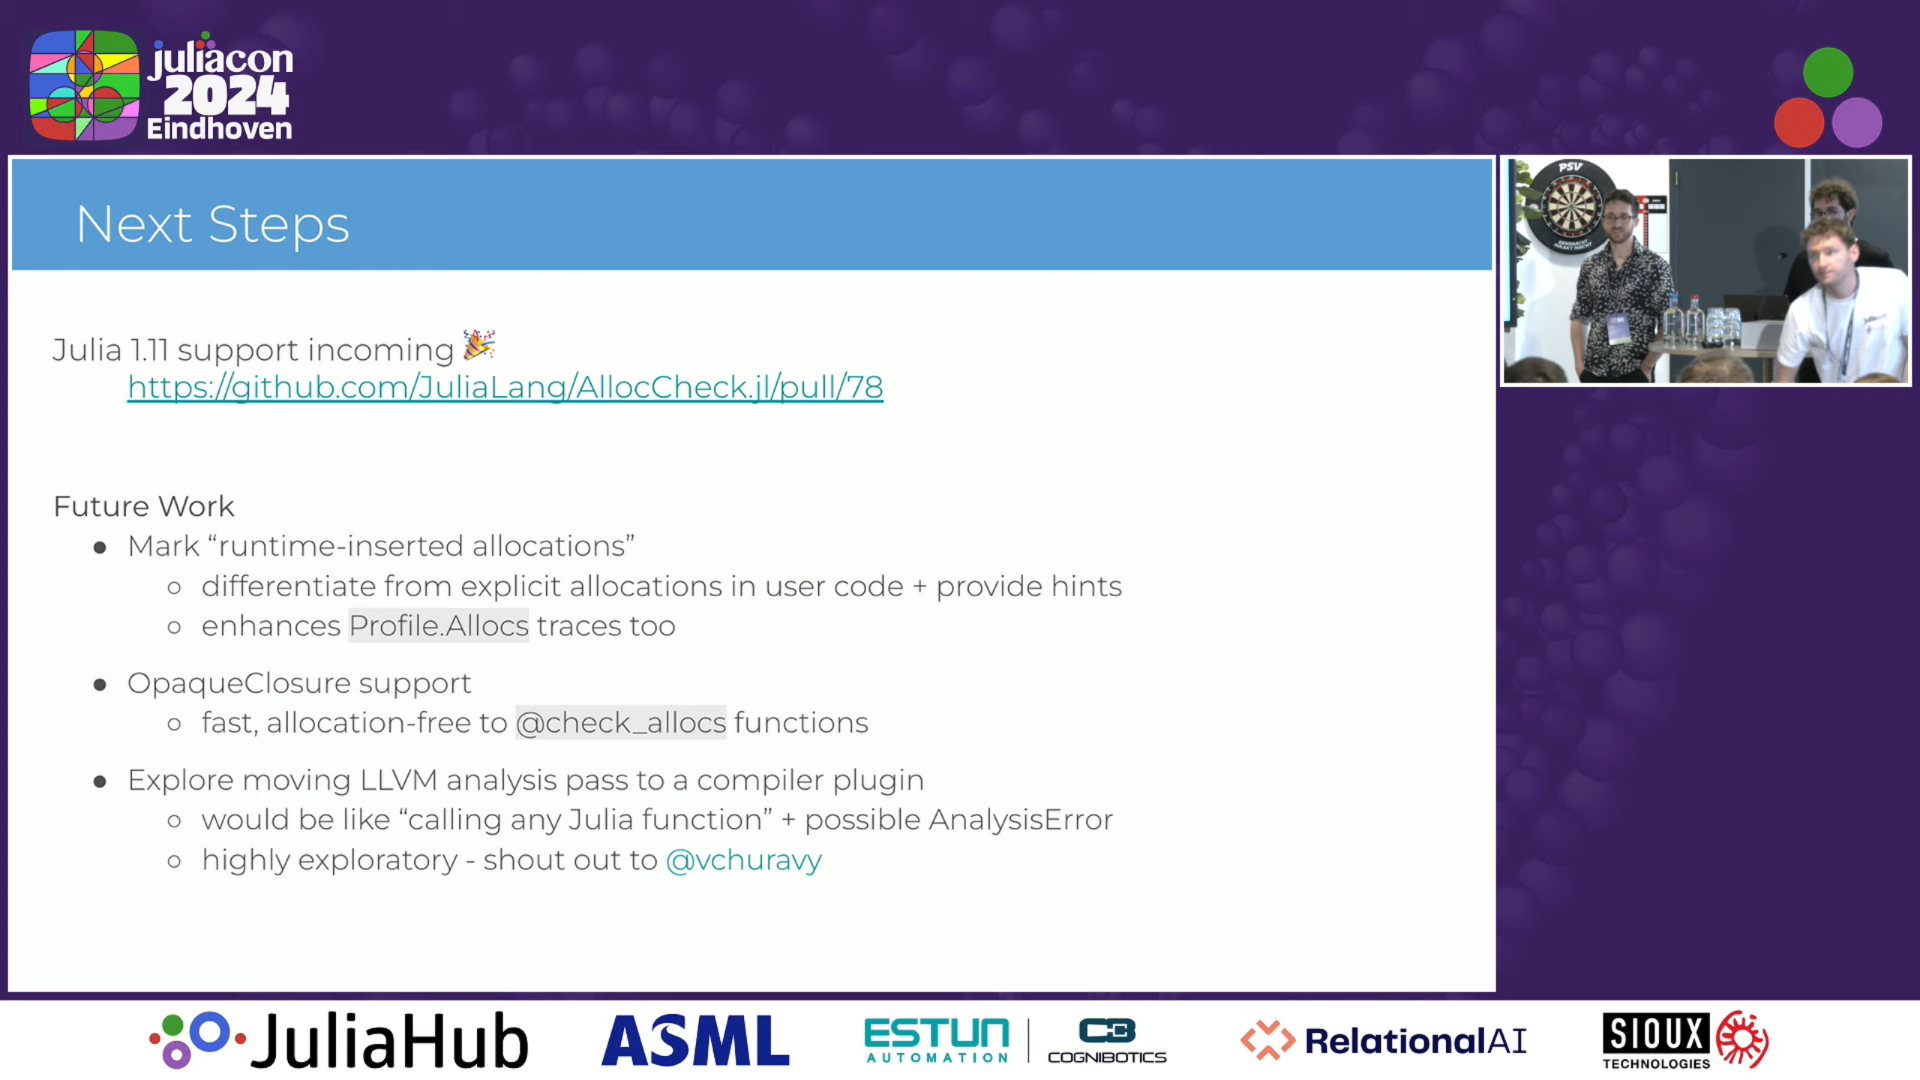 juliacon
2024
Eindhoven
Next Steps
PSV
Julia 1.11 support incoming
https://github.com/JuliaLang/AllocCheck.jl/pull/78
Future Work
Mark “runtime-inserted allocations”
differentiate from explicit allocations in user code + provide hints
enhances Profile.Allocs traces too
OpaqueClosure support
fast, allocation-free to @check_allocs functions
Explore moving LLVM analysis pass to a compiler plugin
would be like “calling any Julia function” + possible AnalysisError
highly exploratory - shout out to @vchuravy
JuliaHub
ASML
ESTUN
AUTOMATION
COGNIBOTICS
RelationalAI
SIOUX
TECHNOLOGIES